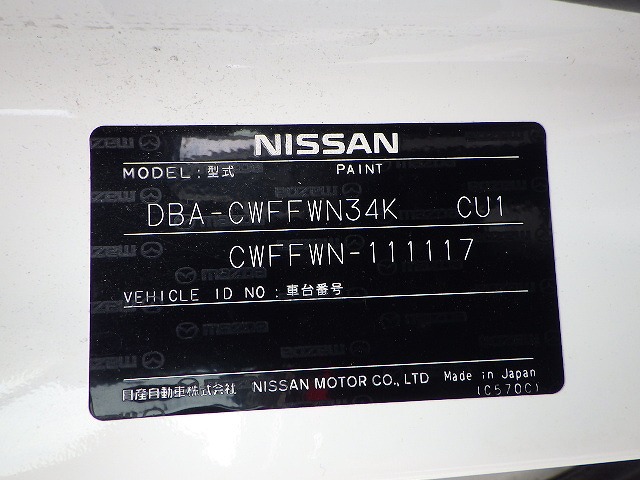 NISSAN
MODEL : 型式 PAINT
DBA-CWFFWN34K CU1
CWFFWN-111117
VEHICLE ID NO : 車台番号
日産自動車株式会社 NISSAN MOTOR CO., LTD Made in Japan
(C570C)